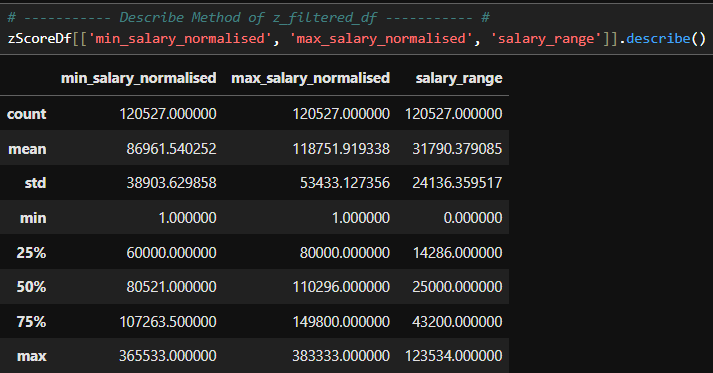 # ----------- Describe Method of z_filtered_df ----------- #
zScoreDf[['min_salary_normalised', 'max_salary_normalised', 'salary_range']].describe()
min_salary_normalised max_salary_normalised salary_range
count 120527.000000 120527.000000 120527.000000
mean 86961.540252 118751.919338 31790.379085
std 38903.629858 53433.127356 24136.359517
min 1.000000 1.000000 0.000000
25% 60000.000000 80000.000000 14286.000000
50% 80521.000000 110296.000000 25000.000000
75% 107263.500000 149800.000000 43200.000000
max 365533.000000 383333.000000 123534.000000